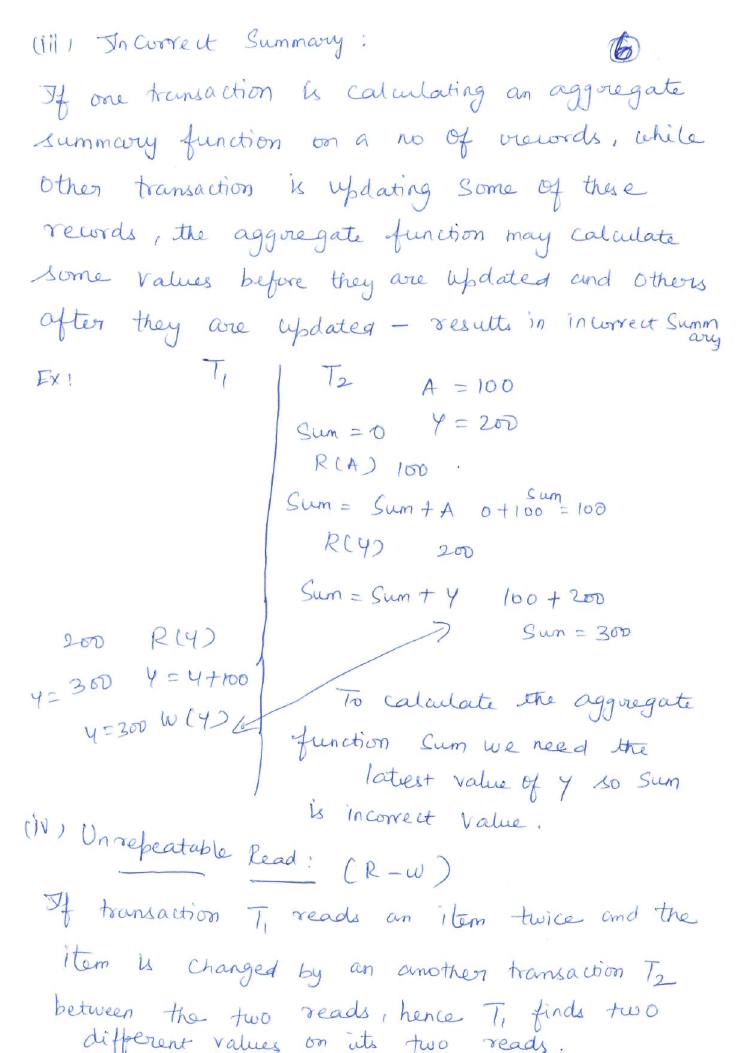 (iii) InCorrect Summary : 6
If one transaction is calculating an aggregate
summary function on a no of records, while
Other transaction is updating Some of these
records, the aggregate function may Calculate
some values before they are updated and Others
after they are updated – results in incorrect Summ
ary
Ex! T1 T2 A = 100
Sum = 0 Y = 200
R(A) 100
Sum = Sum + A 0+100 Sum = 100
R(Y) 200
Sum = Sum + Y 100 + 200
200 R(Y) Sum = 300
Y = 300 Y = Y+100
Y=300 W(Y)
To calculate the aggregate
function Sum we need the
latest value of Y so Sum
is incorrect Value.
(iv) Unrepeatable Read : (R-W)
If transaction T1 reads an item twice and the
item is changed by an another transaction T2
between the two reads, hence T1 finds two
different values on its two reads.